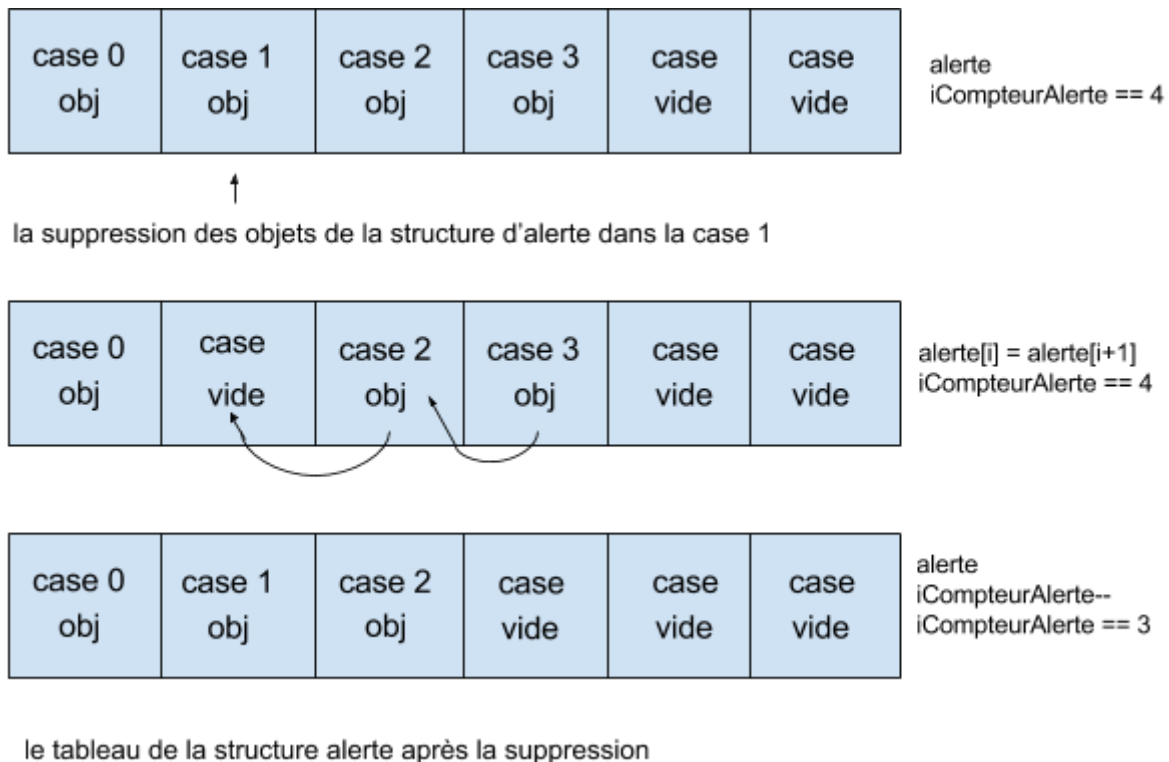 case 0 case 1 case 2 case 3 case case
obj obj obj obj vide vide
alerte
iCompteurAlerte == 4
la suppression des objets de la structure d'alerte dans la case 1
case 0 case case 2 case 3 case case
obj vide obj obj vide vide
alerte[i] = alerte[i+1]
iCompteurAlerte == 4
case 0 case 1 case 2 case case case
obj obj obj vide vide vide
alerte
iCompteurAlerte--
iCompteurAlerte == 3
le tableau de la structure alerte après la suppression